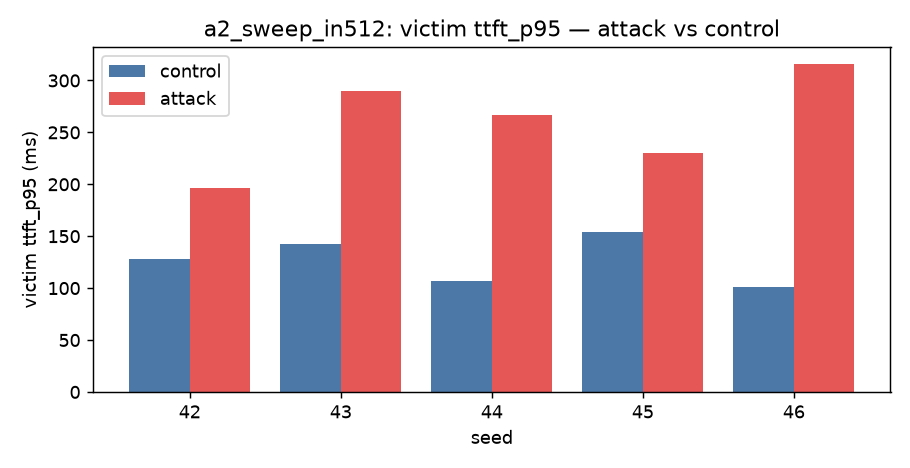 a2_sweep_in512: victim ttft_p95 — attack vs control
control
attack
victim ttft_p95 (ms)
300
250
200
150
100
50
0
42 43 44 45 46
seed